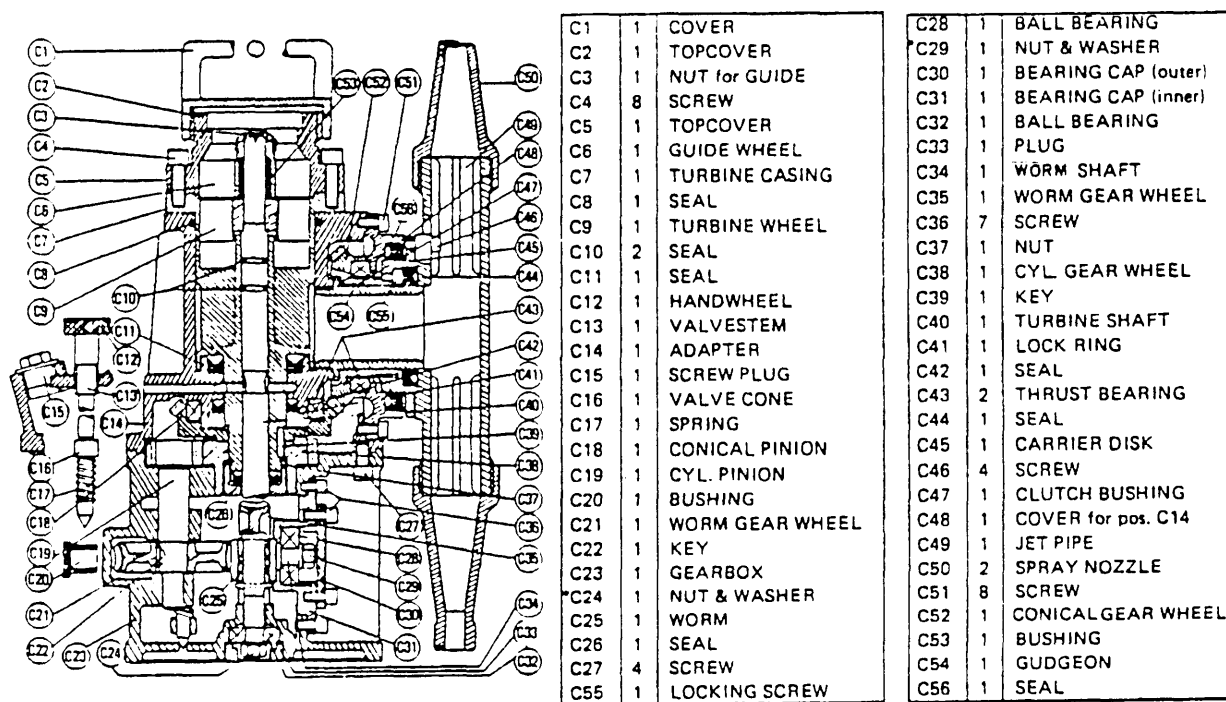 C1
C2
C3
C4
C5
C6
C7
C8
C9
C10
C11
C12
C13
C14
C15
C16
C17
C18
C19
C20
C21
C22
C23
C24
C25
C26
C53
C52
C51
C50
C49
C48
C47
C56
C46
C45
C44
C54
C55
C43
C42
C41
C40
C39
C38
C37
C27
C36
C35
C28
C29
C30
C34
C33
C31
C32
C1 1 COVER
C2 1 TOPCOVER
C3 1 NUT for GUIDE
C4 8 SCREW
C5 1 TOPCOVER
C6 1 GUIDE WHEEL
C7 1 TURBINE CASING
C8 1 SEAL
C9 1 TURBINE WHEEL
C10 2 SEAL
C11 1 SEAL
C12 1 HANDWHEEL
C13 1 VALVESTEM
C14 1 ADAPTER
C15 1 SCREW PLUG
C16 1 VALVE CONE
C17 1 SPRING
C18 1 CONICAL PINION
C19 1 CYL. PINION
C20 1 BUSHING
C21 1 WORM GEAR WHEEL
C22 1 KEY
C23 1 GEARBOX
*C24 1 NUT & WASHER
C25 1 WORM
C26 1 SEAL
C27 4 SCREW
C55 1 LOCKING SCREW
C28 1 BALL BEARING
*C29 1 NUT & WASHER
C30 1 BEARING CAP (outer)
C31 1 BEARING CAP (inner)
C32 1 BALL BEARING
C33 1 PLUG
C34 1 WORM SHAFT
C35 1 WORM GEAR WHEEL
C36 7 SCREW
C37 1 NUT
C38 1 CYL. GEAR WHEEL
C39 1 KEY
C40 1 TURBINE SHAFT
C41 1 LOCK RING
C42 1 SEAL
C43 2 THRUST BEARING
C44 1 SEAL
C45 1 CARRIER DISK
C46 4 SCREW
C47 1 CLUTCH BUSHING
C48 1 COVER for pos. C14
C49 1 JET PIPE
C50 2 SPRAY NOZZLE
C51 8 SCREW
C52 1 CONICAL GEAR WHEEL
C53 1 BUSHING
C54 1 GUDGEON
C56 1 SEAL